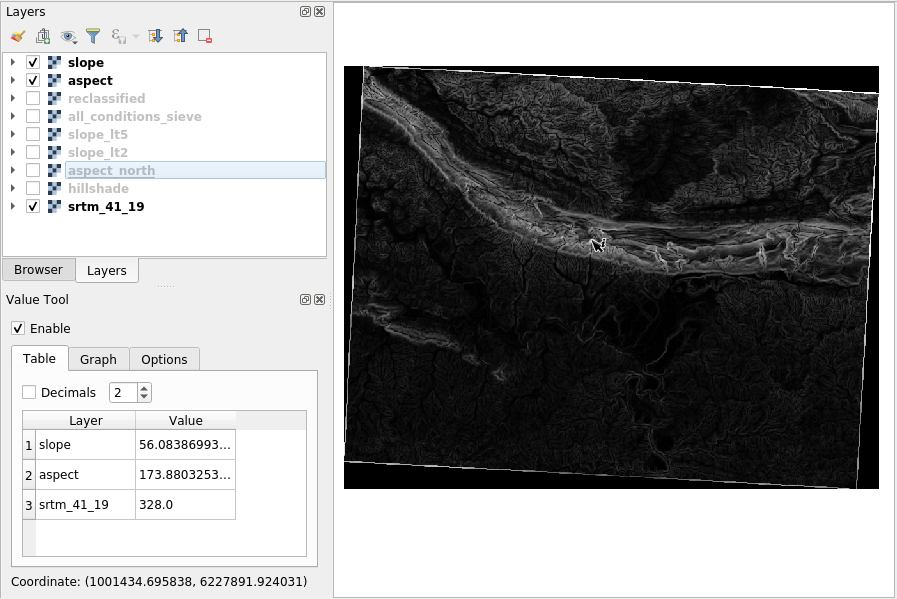 Layers
slope
aspect
reclassified
all_conditions_sieve
slope_lt5
slope_lt2
aspect_north
hillshade
srtm_41_19
Browser
Layers
Value Tool
Enable
Table Graph Options
Decimals 2
Layer Value
1 slope 56.08386993...
2 aspect 173.8803253...
3 srtm_41_19 328.0
Coordinate: (1001434.695838, 6227891.924031)